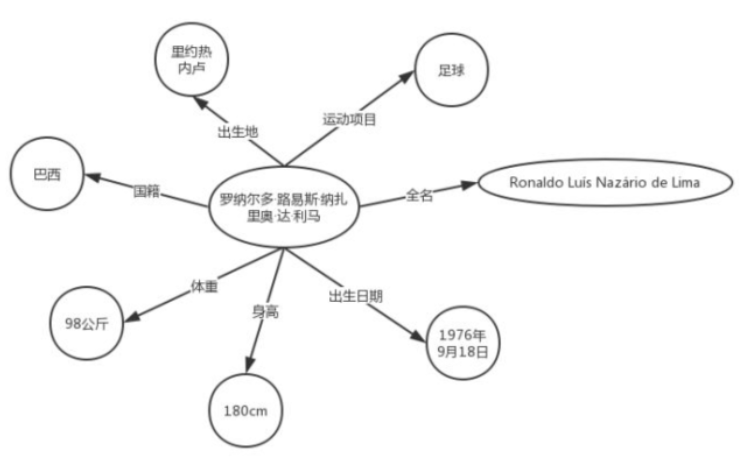 里约热
内卢
足球
出生地
运动项目
巴西
国籍
罗纳尔多·路易斯·纳扎
里奥·达·利马
全名
Ronaldo Luís Nazário de Lima
体重
身高
出生日期
98公斤
1976年
9月18日
180cm